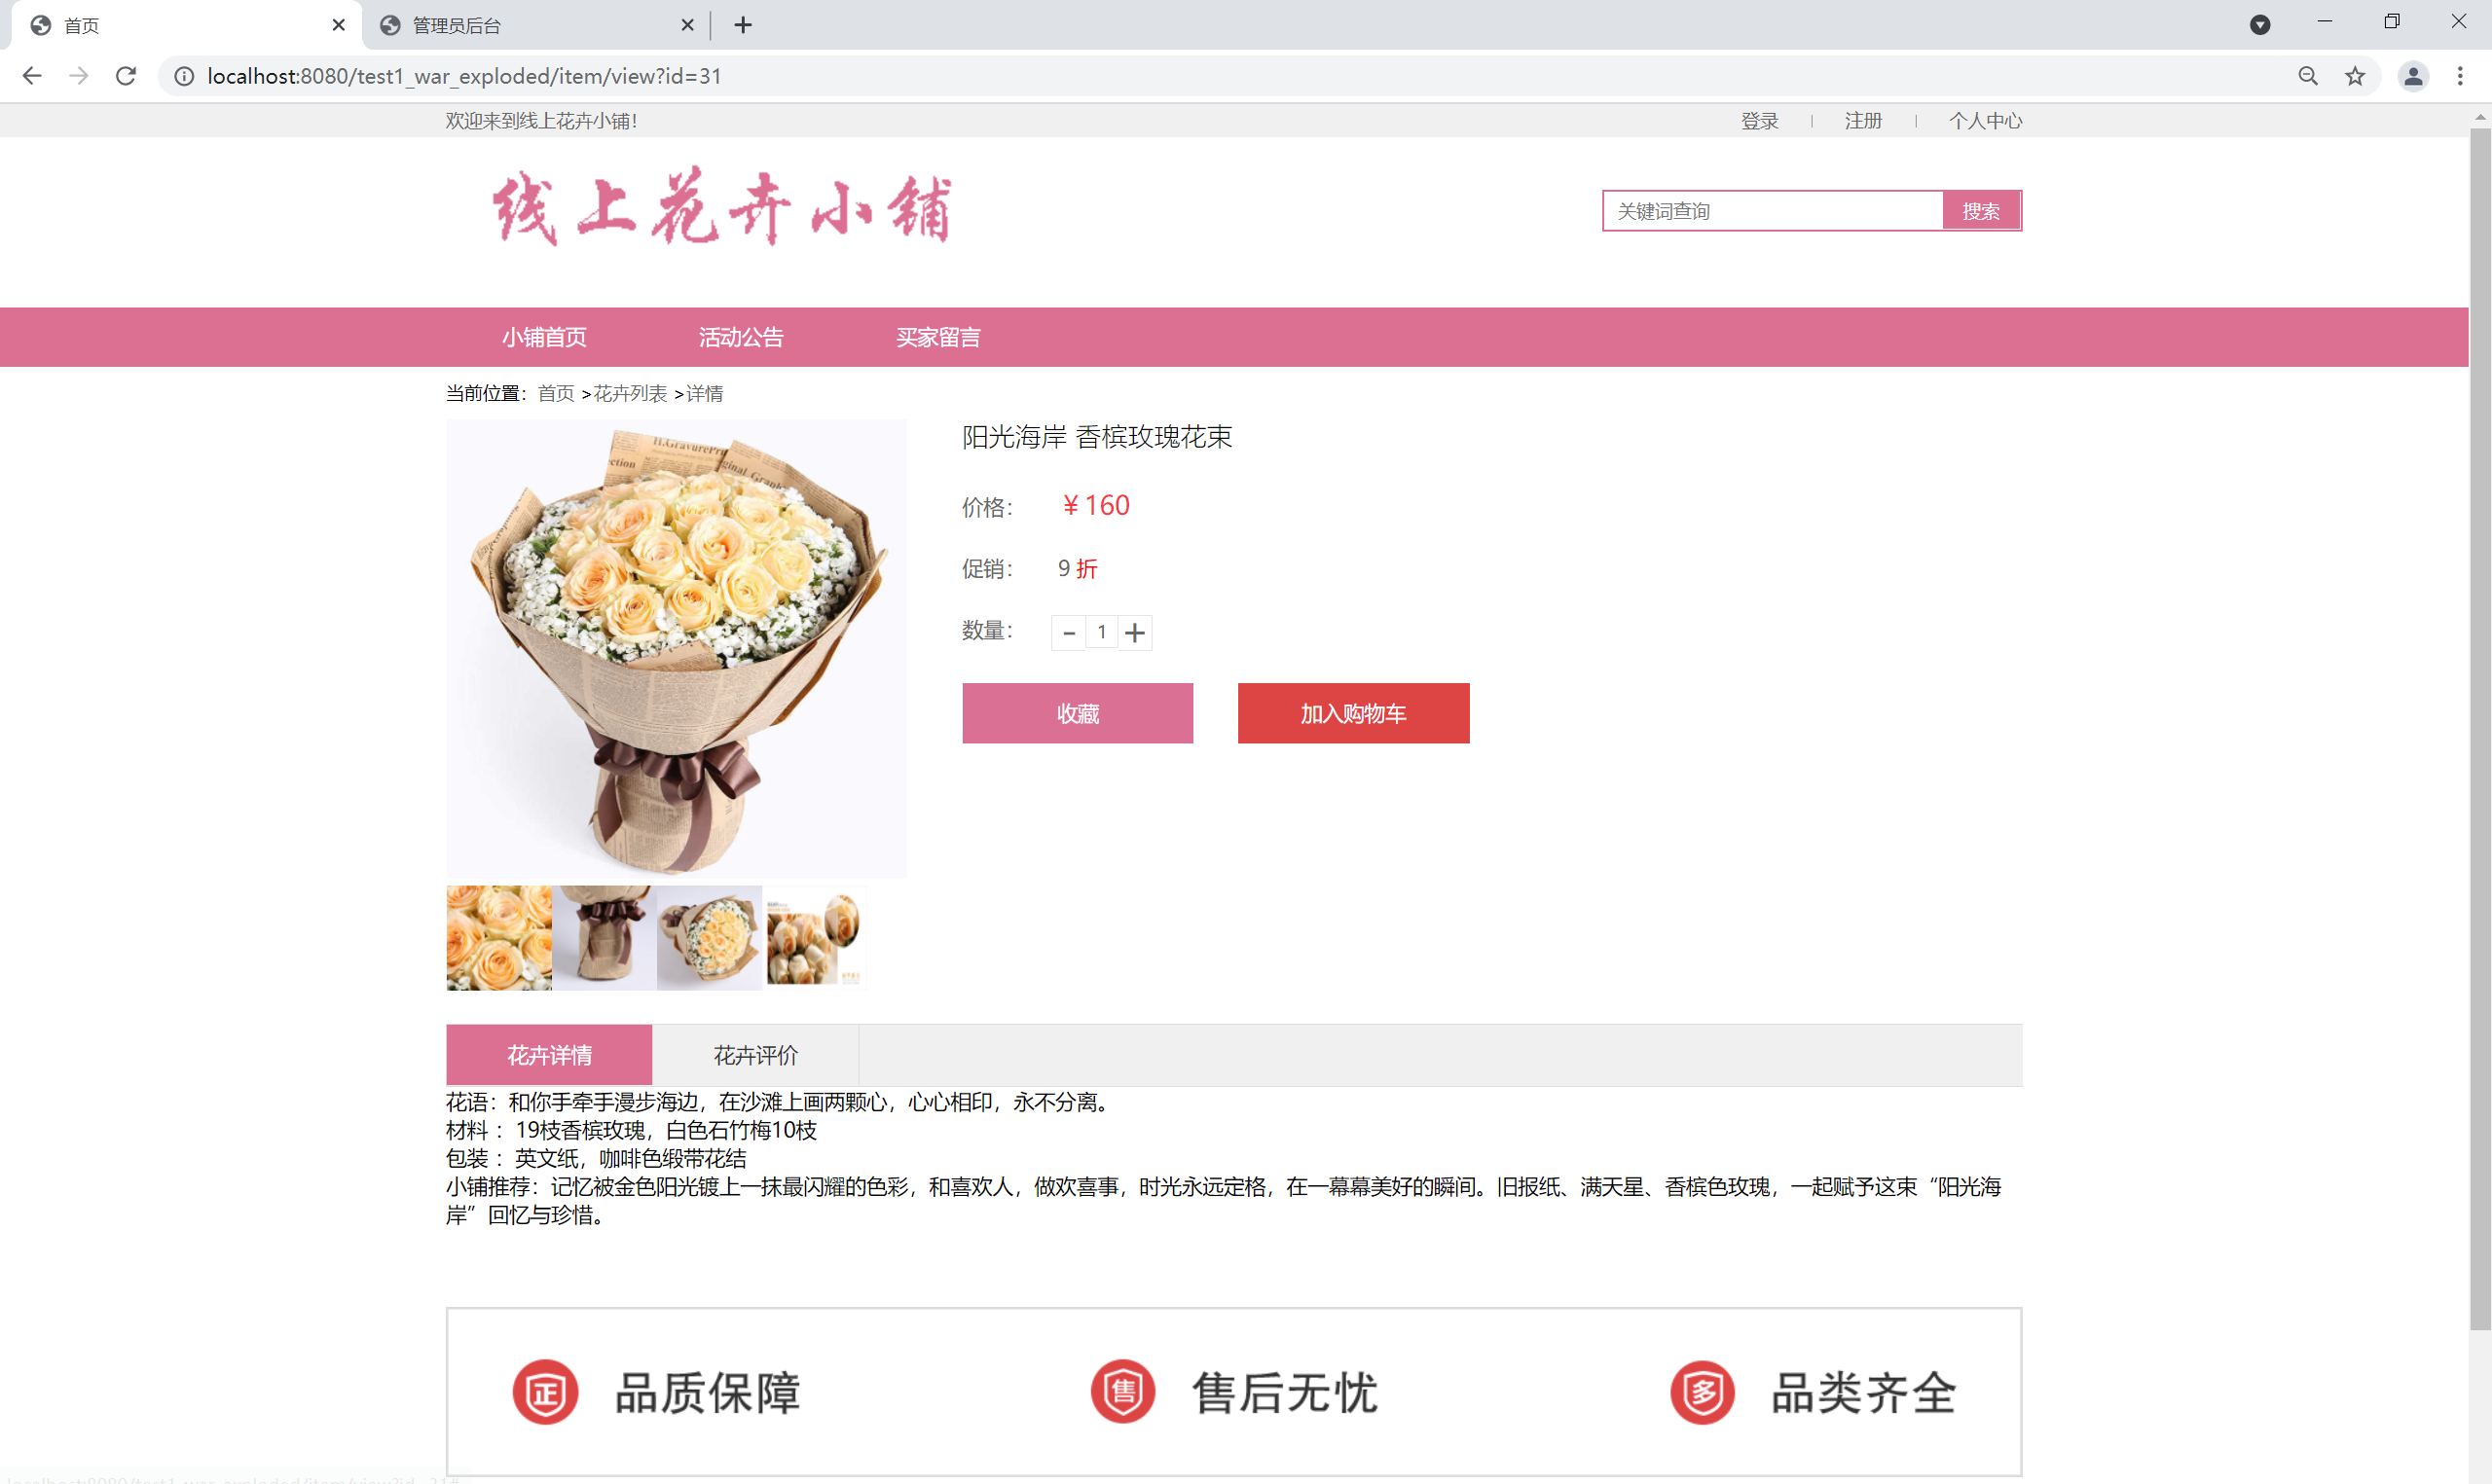 首页
管理员后台
localhost:8080/test1_war_exploded/item/view?id=31
欢迎来到线上花卉小铺!
登录
注册
个人中心
线上花卉小铺
关键词查询
搜索
小铺首页
活动公告
买家留言
当前位置：首页 >花卉列表 >详情
阳光海岸 香槟玫瑰花束
价格：
¥ 160
促销：
9 折
数量：
- 1 +
收藏
加入购物车
花卉详情
花卉评价
花语：和你手牵手漫步海边，在沙滩上画两颗心，心心相印，永不分离。
材料 ：19枝香槟玫瑰，白色石竹梅10枝
包装 ：英文纸，咖啡色缎带花结
小铺推荐：记忆被金色阳光镀上一抹最闪耀的色彩，和喜欢人，做欢喜事，时光永远定格，在一幕幕美好的瞬间。旧报纸、满天星、香槟色玫瑰，一起赋予这束“阳光海
岸”回忆与珍惜。
正 品质保障
售 售后无忧
多 品类齐全